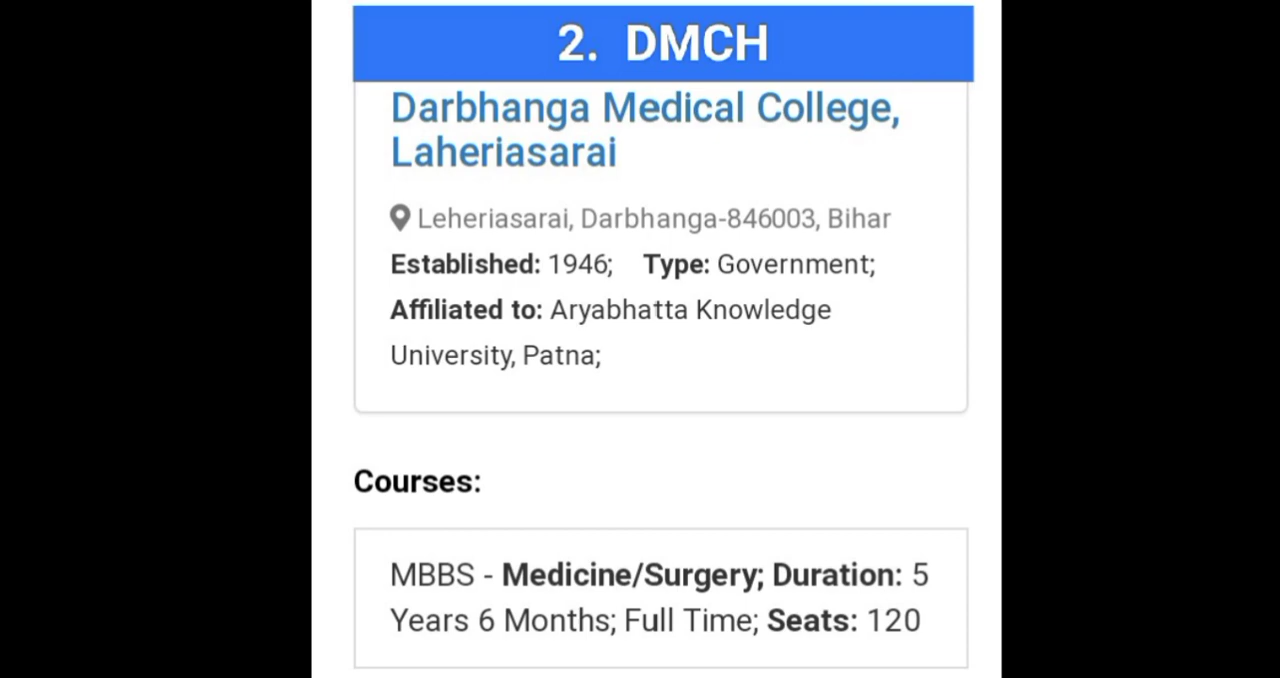 2. DMCH
Darbhanga Medical College,
Laheriasarai
Leheriasarai, Darbhanga-846003, Bihar
Established: 1946; Type: Government;
Affiliated to: Aryabhatta Knowledge
University, Patna;
Courses:
MBBS - Medicine/Surgery; Duration: 5
Years 6 Months; Full Time; Seats: 120